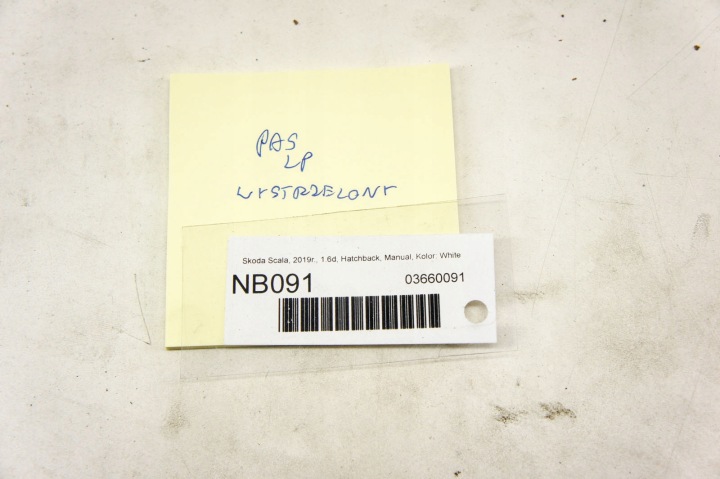 PAS
LP
WYSTRZELONY
Skoda Scala, 2019r., 1.6d, Hatchback, Manual, Kolor: White
NB091
03660091